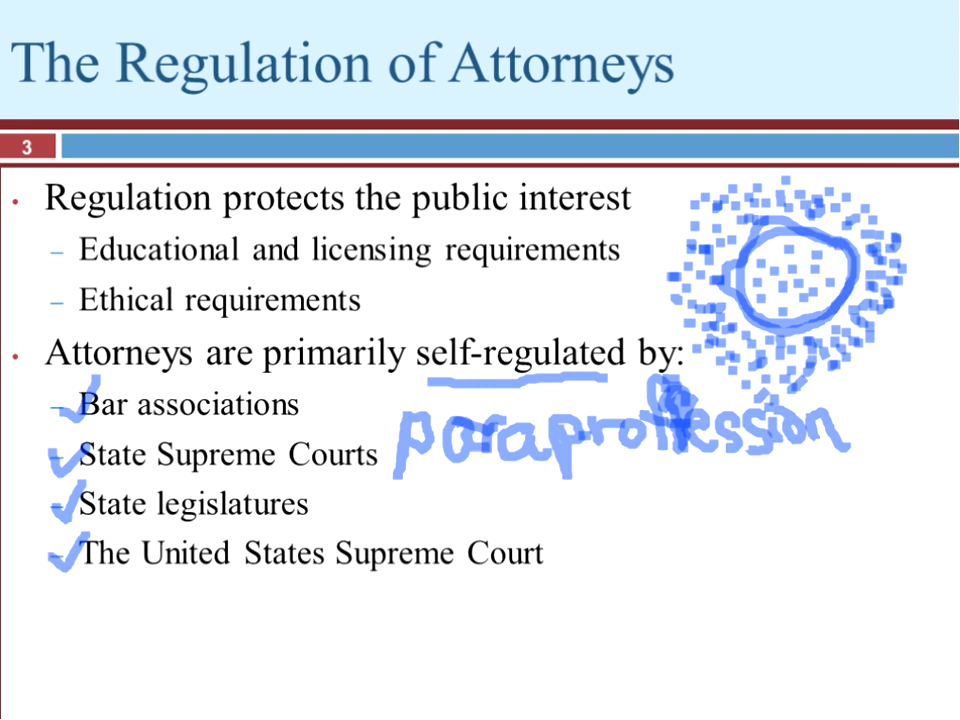 The Regulation of Attorneys
3
• Regulation protects the public interest
– Educational and licensing requirements
– Ethical requirements
• Attorneys are primarily self-regulated by:
– Bar associations
paraproffession
– State Supreme Courts
– State legislatures
– The United States Supreme Court